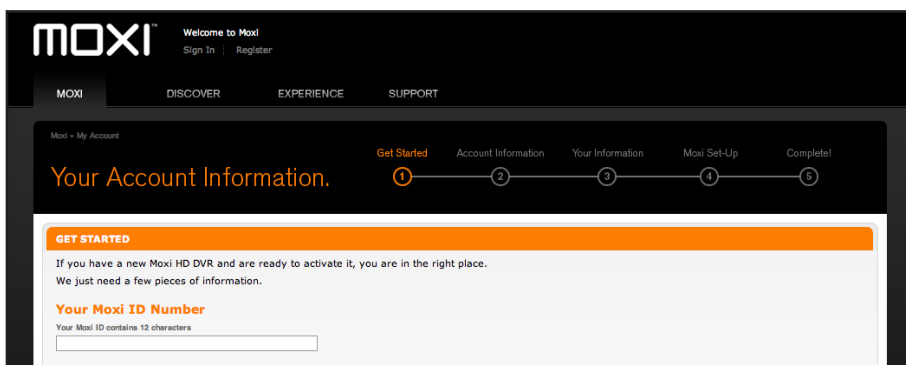 MOXI™
Welcome to Moxi
Sign In | Register
MOXI DISCOVER EXPERIENCE SUPPORT
Moxi » My Account
Your Account Information.
Get Started Account Information Your Information Moxi Set-Up Complete!
1 2 3 4 5
GET STARTED
If you have a new Moxi HD DVR and are ready to activate it, you are in the right place.
We just need a few pieces of information.
Your Moxi ID Number
Your Moxi ID contains 12 characters